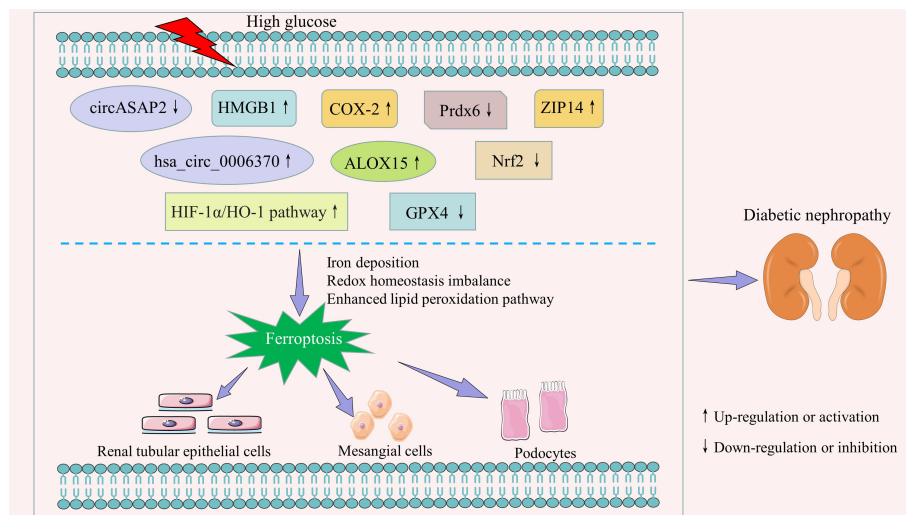 High glucose
circASAP2 ↓
HMGB1 ↑
COX-2 ↑
Prdx6 ↓
ZIP14 ↑
hsa_circ_0006370 ↑
ALOX15 ↑
Nrf2 ↓
HIF-1α/HO-1 pathway ↑
GPX4 ↓
Iron deposition
Redox homeostasis imbalance
Enhanced lipid peroxidation pathway
Ferroptosis
Renal tubular epithelial cells
Mesangial cells
Podocytes
Diabetic nephropathy
↑ Up-regulation or activation
↓ Down-regulation or inhibition